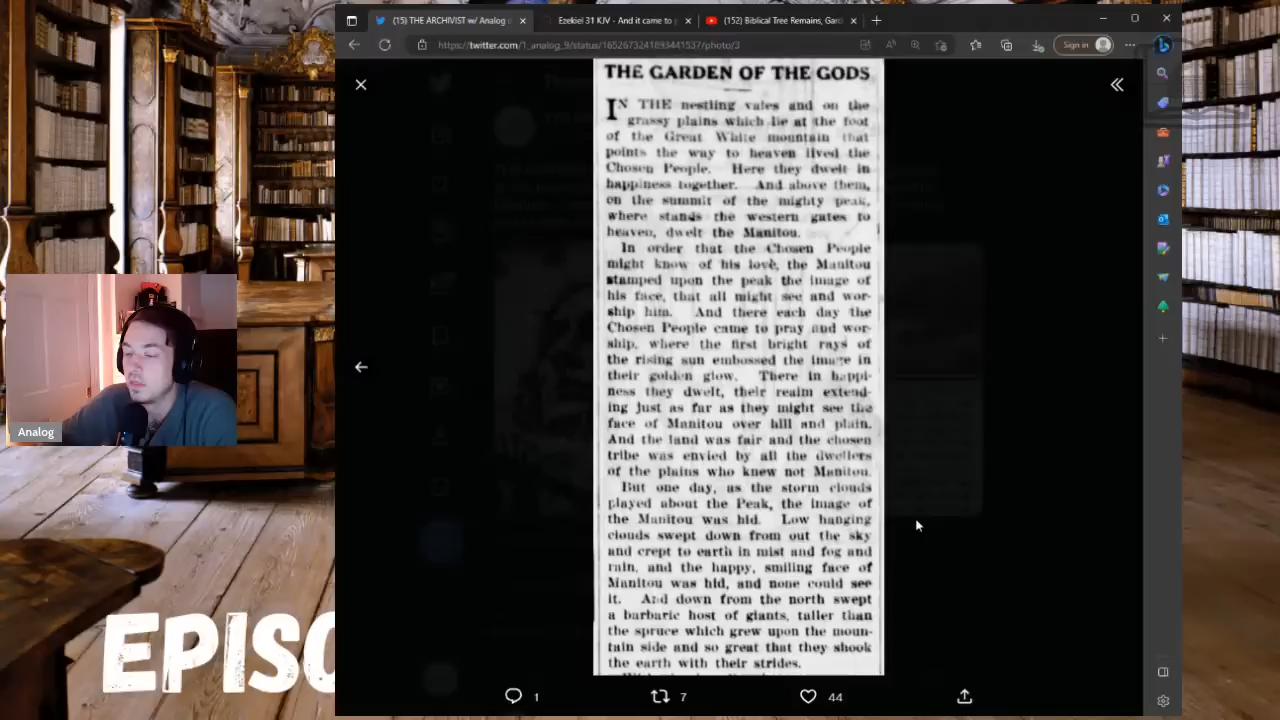 (15) THE ARCHIVIST w/ Analog
Ezekiel 31 KJV - And it came to
(152) Biblical Tree Remains, Gard
https://twitter.com/1_analog_9/status/1652673241893441537/photo/3
Sign in
THE GARDEN OF THE GODS
IN THE nestling vales and on the
grassy plains which lie at the foot
of the Great White mountain that
points the way to heaven lived the
Chosen People. Here they dwelt in
happiness together. And above them,
on the summit of the mighty peak,
where stands the western gates to
heaven, dwelt the Manitou.
In order that the Chosen People
might know of his love, the Manitou
stamped upon the peak the image of
his face, that all might see and wor-
ship him. And there each day the
Chosen People came to pray and wor-
ship, where the first bright rays of
the rising sun embossed the image in
their golden glow. There in happi-
ness they dwelt, their realm extend-
ing just as far as they might see the
face of Manitou over hill and plain.
And the land was fair and the chosen
tribe was envied by all the dwellers
of the plains who knew not Manitou.
But one day, as the storm clouds
played about the Peak, the image of
the Manitou was hid. Low hanging
clouds swept down from out the sky
and crept to earth in mist and fog and
rain, and the happy, smiling face of
Manitou was hid, and none could see
it. And down from the north swept
a barbaric host of giants, taller than
the spruce which grew upon the moun-
tain side and so great that they shook
the earth with their strides.
1
7
44
Analog
EPISO